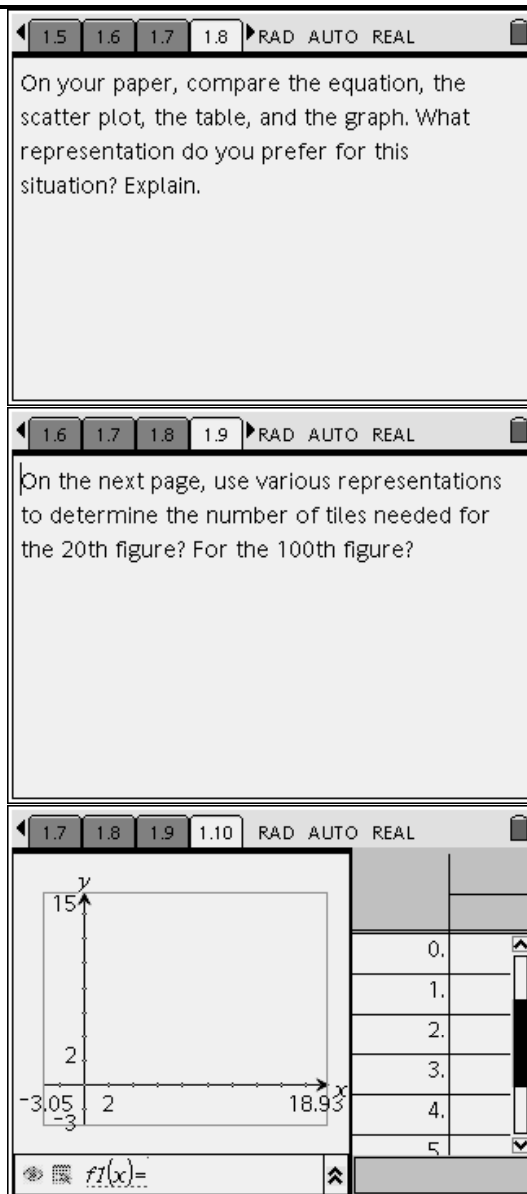 1.5 1.6 1.7 1.8 RAD AUTO REAL
On your paper, compare the equation, the
scatter plot, the table, and the graph. What
representation do you prefer for this
situation? Explain.
1.6 1.7 1.8 1.9 RAD AUTO REAL
On the next page, use various representations
to determine the number of tiles needed for
the 20th figure? For the 100th figure?
1.7 1.8 1.9 1.10 RAD AUTO REAL
y
15
0.
1.
2.
2
3.
-3.05 2 18.93 x
4.
-3
5
f1(x)=